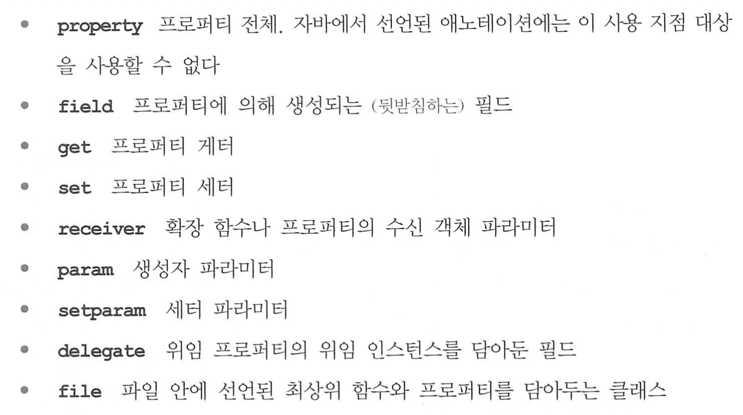 • property 프로퍼티 전체. 자바에서 선언된 애노테이션에는 이 사용 지점 대상
을 사용할 수 없다
• field 프로퍼티에 의해 생성되는 (뒷받침하는) 필드
• get 프로퍼티 게터
• set 프로퍼티 세터
• receiver 확장 함수나 프로퍼티의 수신 객체 파라미터
• param 생성자 파라미터
• setparam 세터 파라미터
• delegate 위임 프로퍼티의 위임 인스턴스를 담아둔 필드
• file 파일 안에 선언된 최상위 함수와 프로퍼티를 담아두는 클래스